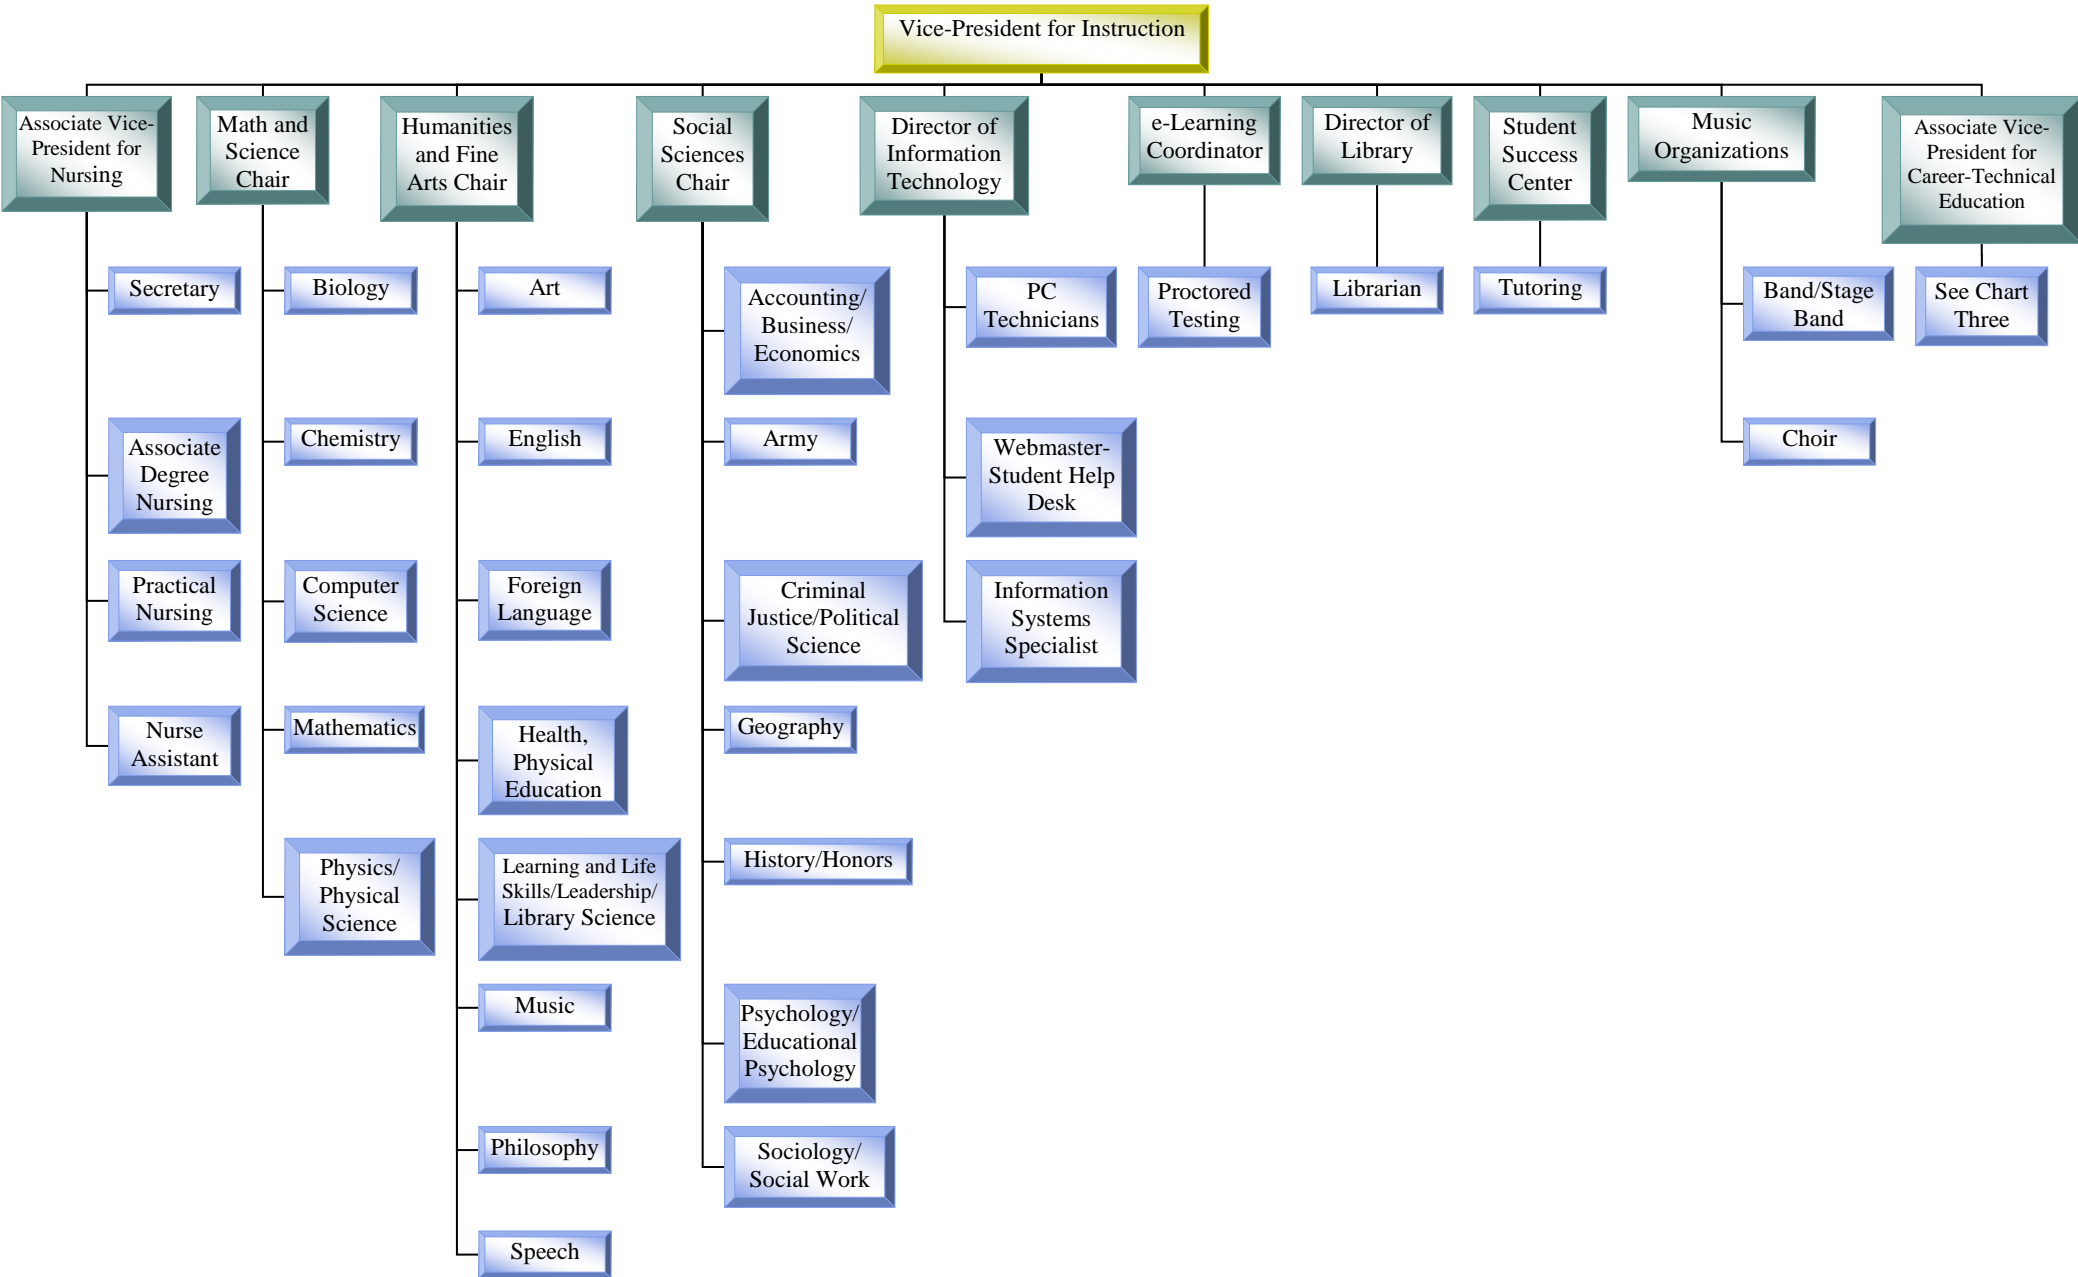 Vice-President for Instruction
Associate Vice-
President for
Nursing
Math and
Science
Chair
Humanities
and Fine
Arts Chair
Social
Sciences
Chair
Director of
Information
Technology
e-Learning
Coordinator
Director of
Library
Student
Success
Center
Music
Organizations
Associate Vice-
President for
Career-Technical
Education
Secretary
Associate
Degree
Nursing
Practical
Nursing
Nurse
Assistant
Biology
Chemistry
Computer
Science
Mathematics
Physics/
Physical
Science
Art
English
Foreign
Language
Health,
Physical
Education
Learning and Life
Skills/Leadership/
Library Science
Music
Philosophy
Speech
Accounting/
Business/
Economics
Army
Criminal
Justice/Political
Science
Geography
History/Honors
Psychology/
Educational
Psychology
Sociology/
Social Work
PC
Technicians
Webmaster-
Student Help
Desk
Information
Systems
Specialist
Proctored
Testing
Librarian
Tutoring
Band/Stage
Band
Choir
See Chart
Three